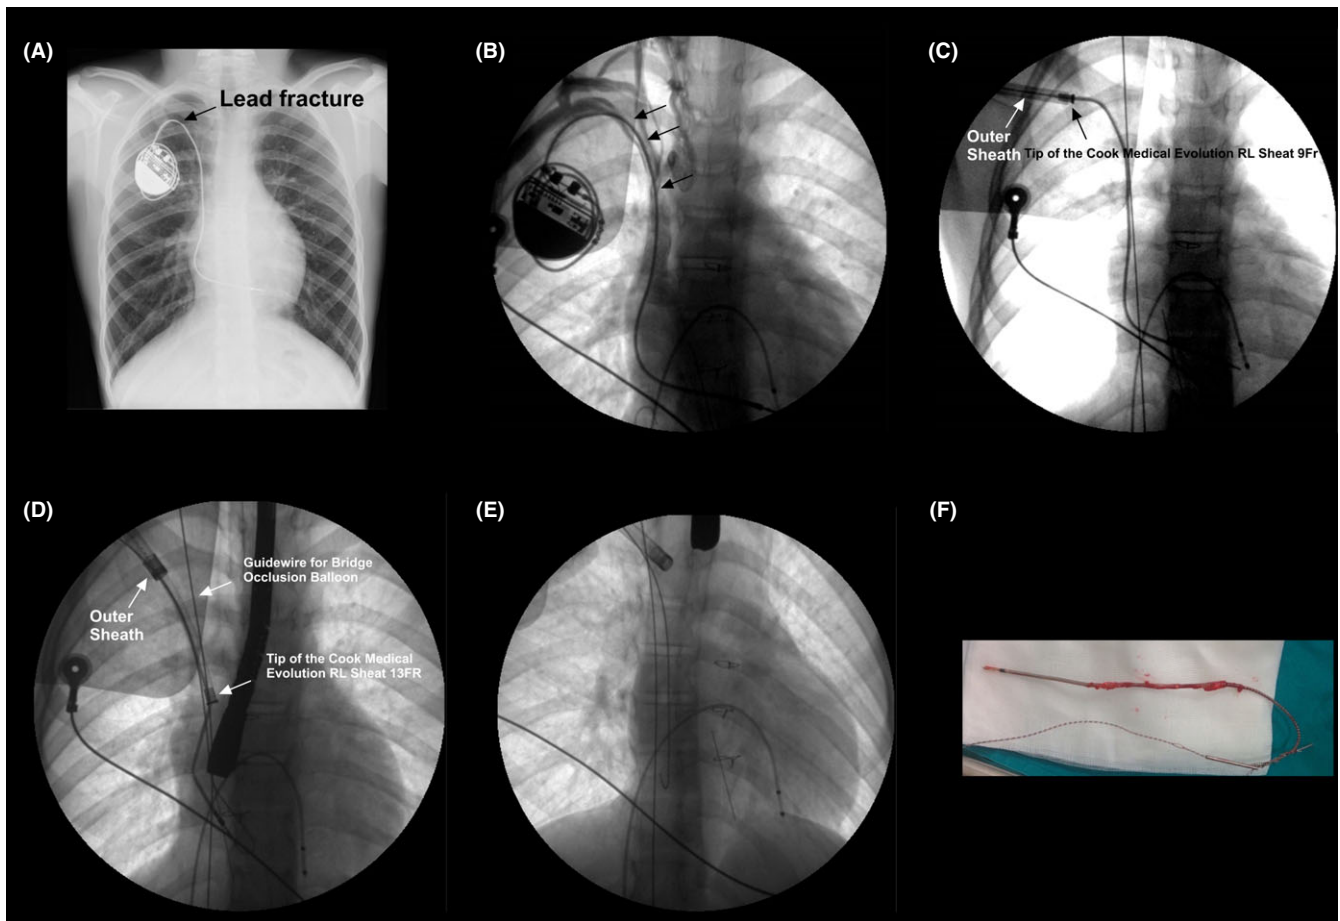 (A)
Lead fracture
(B)
(C)
Outer
Sheath
Tip of the Cook Medical Evolution RL Sheat 9Fr
(D)
Guidewire for Bridge
Occlusion Balloon
Outer
Sheath
Tip of the Cook Medical
Evolution RL Sheat 13FR
(E)
(F)